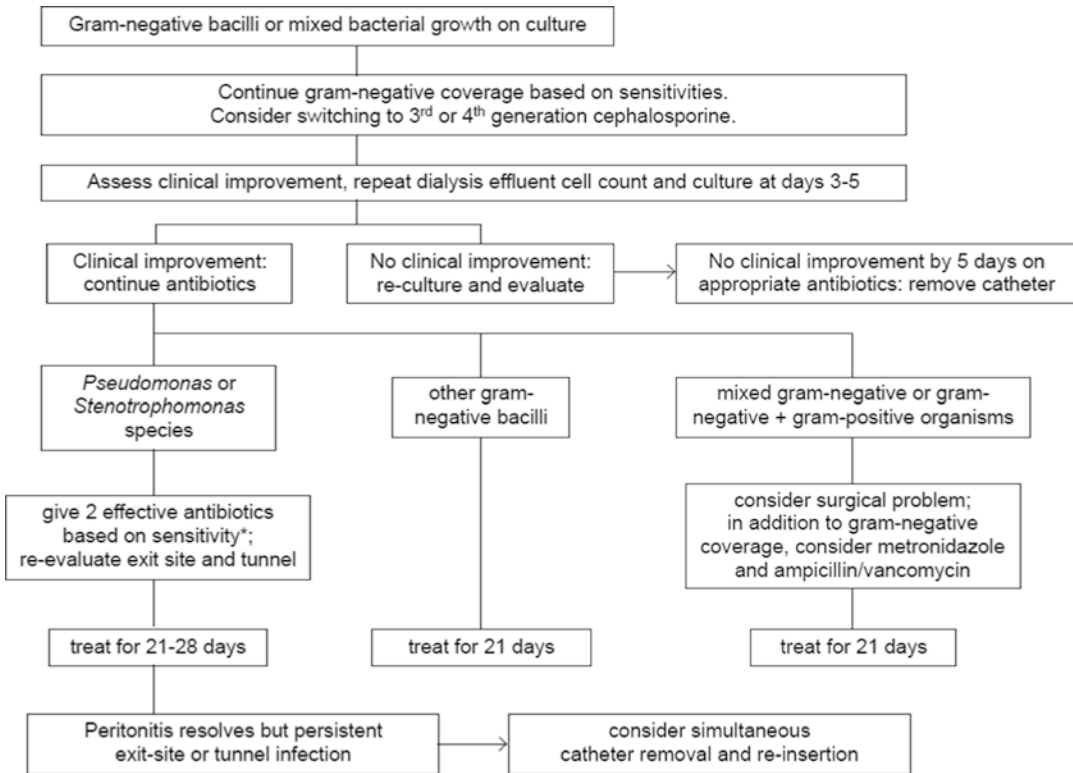 Gram-negative bacilli or mixed bacterial growth on culture
Continue gram-negative coverage based on sensitivities.
Consider switching to 3rd or 4th generation cephalosporine.
Assess clinical improvement, repeat dialysis effluent cell count and culture at days 3-5
Clinical improvement:
continue antibiotics
No clinical improvement:
re-culture and evaluate
No clinical improvement by 5 days on
appropriate antibiotics: remove catheter
Pseudomonas or
Stenotrophomonas
species
other gram-
negative bacilli
mixed gram-negative or gram-
negative + gram-positive organisms
give 2 effective antibiotics
based on sensitivity*;
re-evaluate exit site and tunnel
consider surgical problem;
in addition to gram-negative
coverage, consider metronidazole
and ampicillin/vancomycin
treat for 21-28 days
treat for 21 days
treat for 21 days
Peritonitis resolves but persistent
exit-site or tunnel infection
consider simultaneous
catheter removal and re-insertion